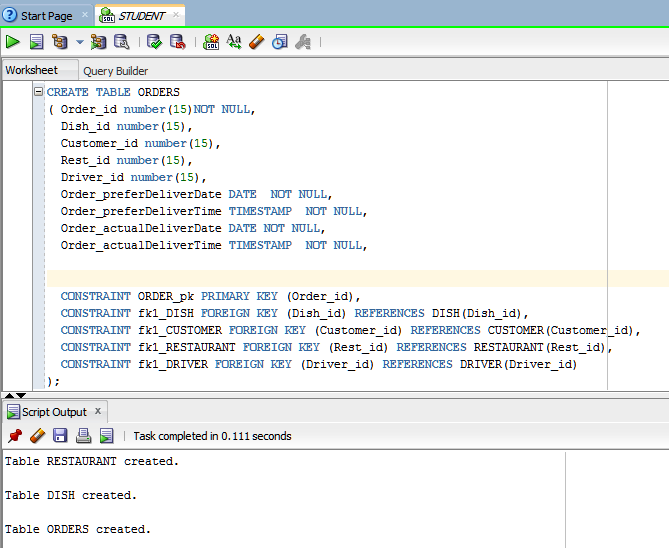 Start Page
STUDENT
Worksheet Query Builder
CREATE TABLE ORDERS
( Order_id number(15)NOT NULL,
Dish_id number(15),
Customer_id number(15),
Rest_id number(15),
Driver_id number(15),
Order_preferDeliverDate DATE  NOT NULL,
Order_preferDeliverTime TIMESTAMP  NOT NULL,
Order_actualDeliverDate DATE NOT NULL,
Order_actualDeliverTime TIMESTAMP  NOT NULL,
CONSTRAINT ORDER_pk PRIMARY KEY (Order_id),
CONSTRAINT fk1_DISH FOREIGN KEY (Dish_id) REFERENCES DISH(Dish_id),
CONSTRAINT fk1_CUSTOMER FOREIGN KEY (Customer_id) REFERENCES CUSTOMER(Customer_id),
CONSTRAINT fk1_RESTAURANT FOREIGN KEY (Rest_id) REFERENCES RESTAURANT(Rest_id),
CONSTRAINT fk1_DRIVER FOREIGN KEY (Driver_id) REFERENCES DRIVER(Driver_id)
);
Script Output x
Task completed in 0.111 seconds
Table RESTAURANT created.
Table DISH created.
Table ORDERS created.